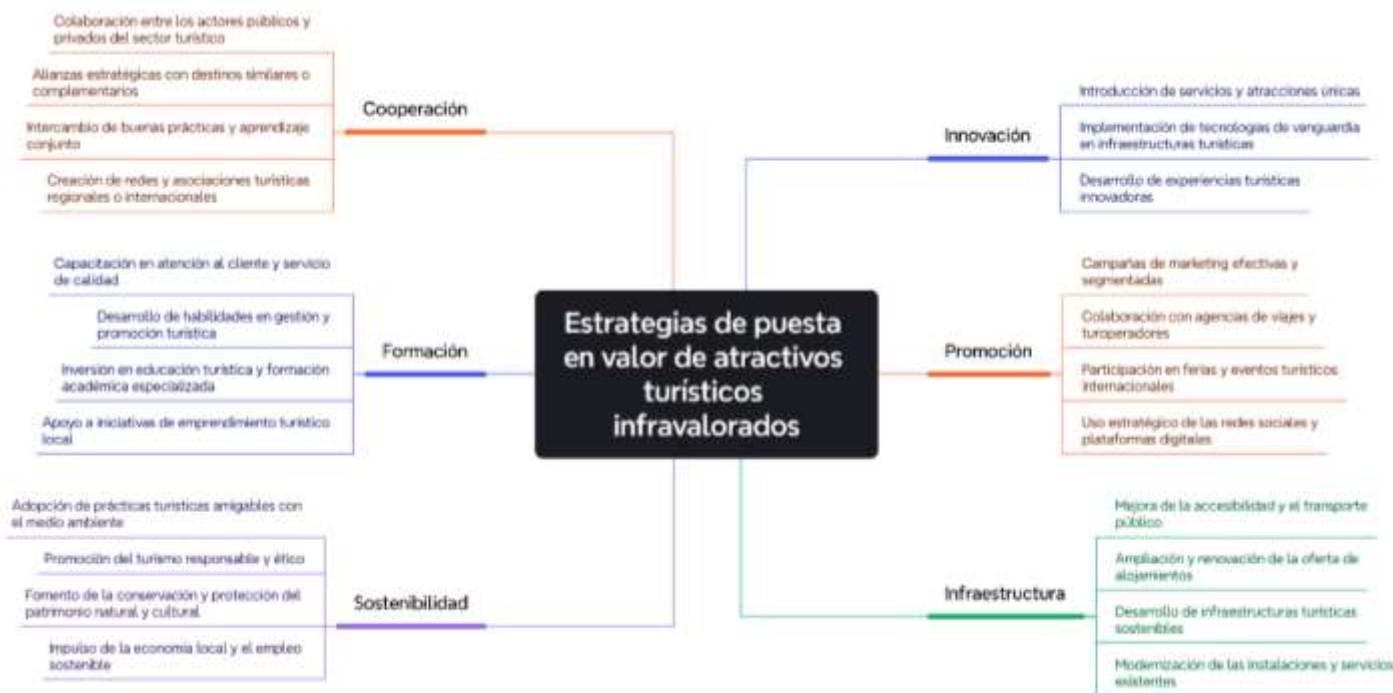 Estrategias de puesta
en valor de atractivos
turísticos
infravalorados
Cooperación
Colaboración entre los actores públicos y
privados del sector turístico
Alianzas estratégicas con destinos similares o
complementarios
Intercambio de buenas prácticas y aprendizaje
conjunto
Creación de redes y asociaciones turísticas
regionales o internacionales
Formación
Capacitación en atención al cliente y servicio
de calidad
Desarrollo de habilidades en gestión y
promoción turística
Inversión en educación turística y formación
académica especializada
Apoyo a iniciativas de emprendimiento turístico
local
Sostenibilidad
Adopción de prácticas turísticas amigables con
el medio ambiente
Promoción del turismo responsable y ético
Fomento de la conservación y protección del
patrimonio natural y cultural
Impulso de la economía local y el empleo
sostenible
Innovación
Introducción de servicios y atracciones únicas
Implementación de tecnologías de vanguardia
en infraestructuras turísticas
Desarrollo de experiencias turísticas
innovadoras
Promoción
Campañas de marketing efectivas y
segmentadas
Colaboración con agencias de viajes y
turoperadores
Participación en ferias y eventos turísticos
internacionales
Uso estratégico de las redes sociales y
plataformas digitales
Infraestructura
Mejora de la accesibilidad y el transporte
público
Ampliación y renovación de la oferta de
alojamientos
Desarrollo de infraestructuras turísticas
sostenibles
Modernización de las instalaciones y servicios
existentes